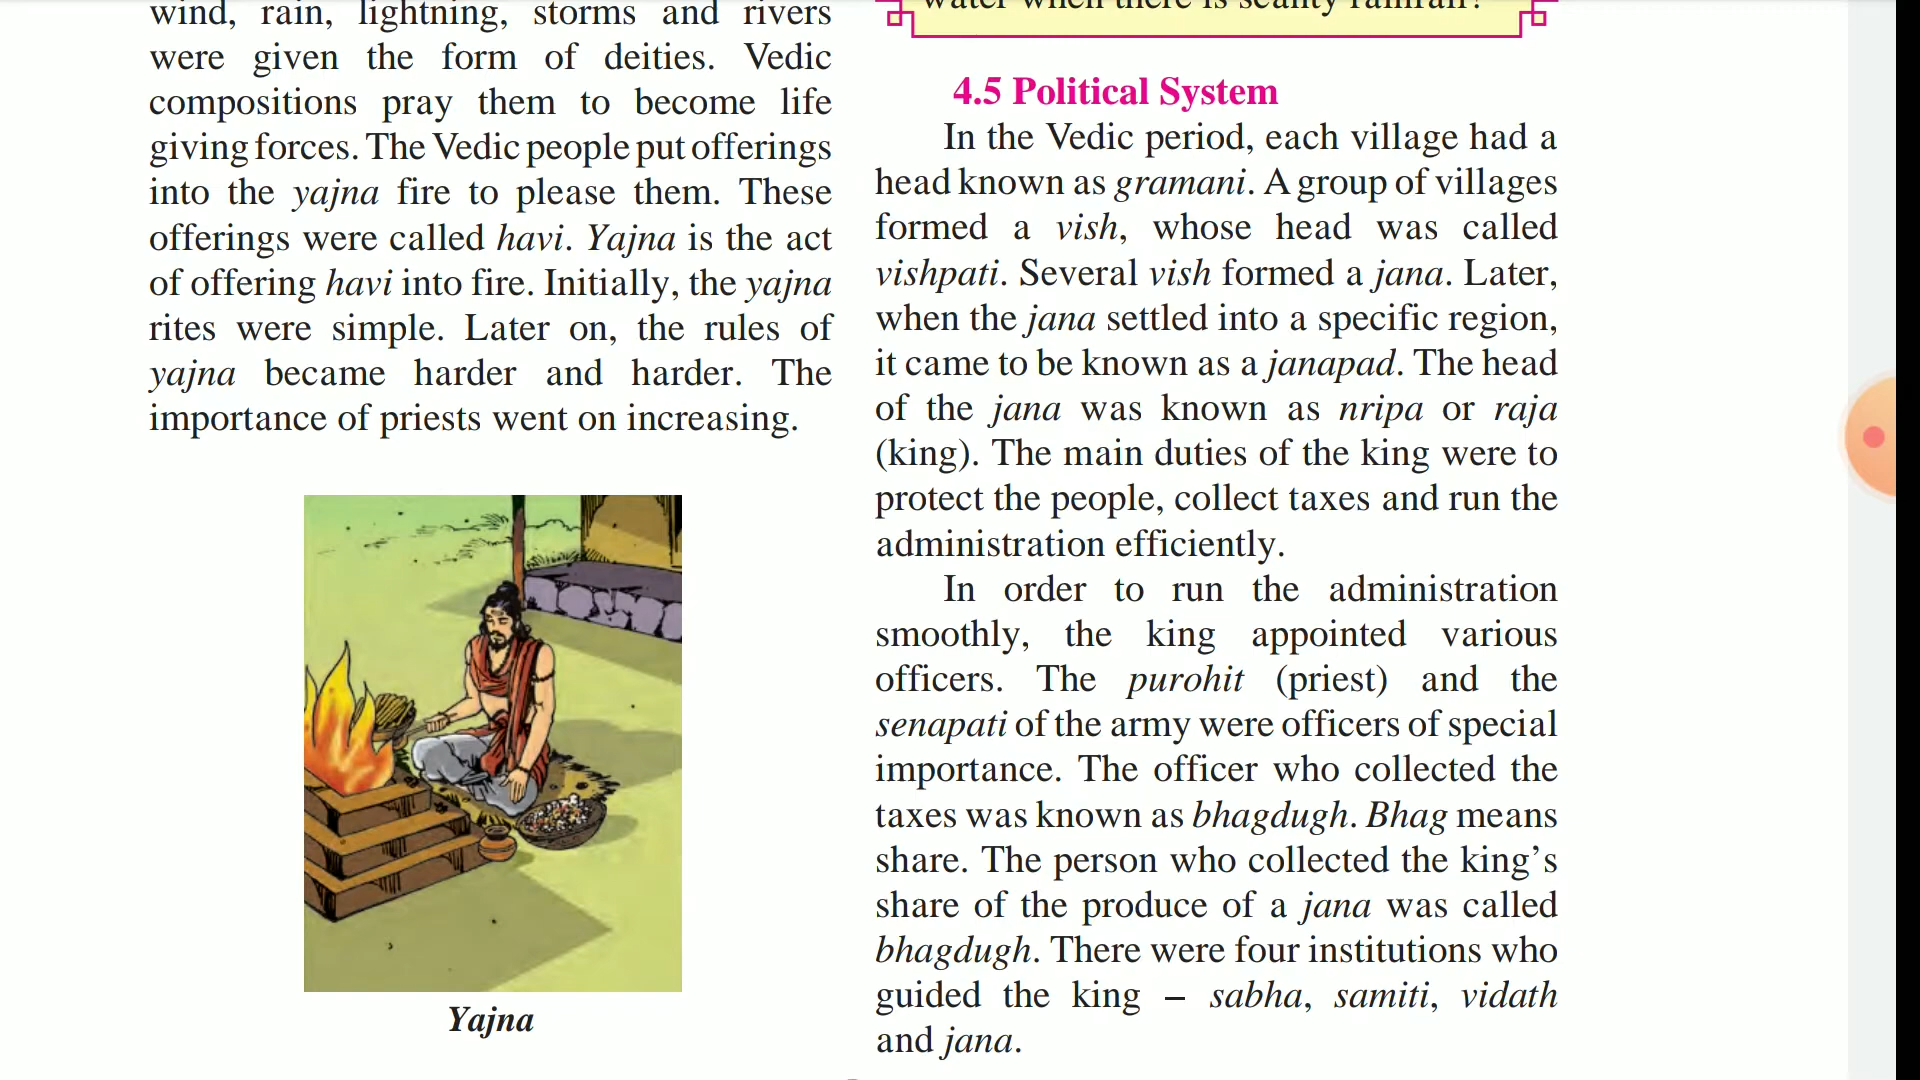 wind, rain, lightning, storms and rivers
were given the form of deities. Vedic
compositions pray them to become life
giving forces. The Vedic people put offerings
into the yajna fire to please them. These
offerings were called havi. Yajna is the act
of offering havi into fire. Initially, the yajna
rites were simple. Later on, the rules of
yajna became harder and harder. The
importance of priests went on increasing.
Yajna
water when there is scanty rainfall?
4.5 Political System
In the Vedic period, each village had a
head known as gramani. A group of villages
formed a vish, whose head was called
vishpati. Several vish formed a jana. Later,
when the jana settled into a specific region,
it came to be known as a janapad. The head
of the jana was known as nripa or raja
(king). The main duties of the king were to
protect the people, collect taxes and run the
administration efficiently.
In order to run the administration
smoothly, the king appointed various
officers. The purohit (priest) and the
senapati of the army were officers of special
importance. The officer who collected the
taxes was known as bhagdugh. Bhag means
share. The person who collected the king’s
share of the produce of a jana was called
bhagdugh. There were four institutions who
guided the king – sabha, samiti, vidath
and jana.